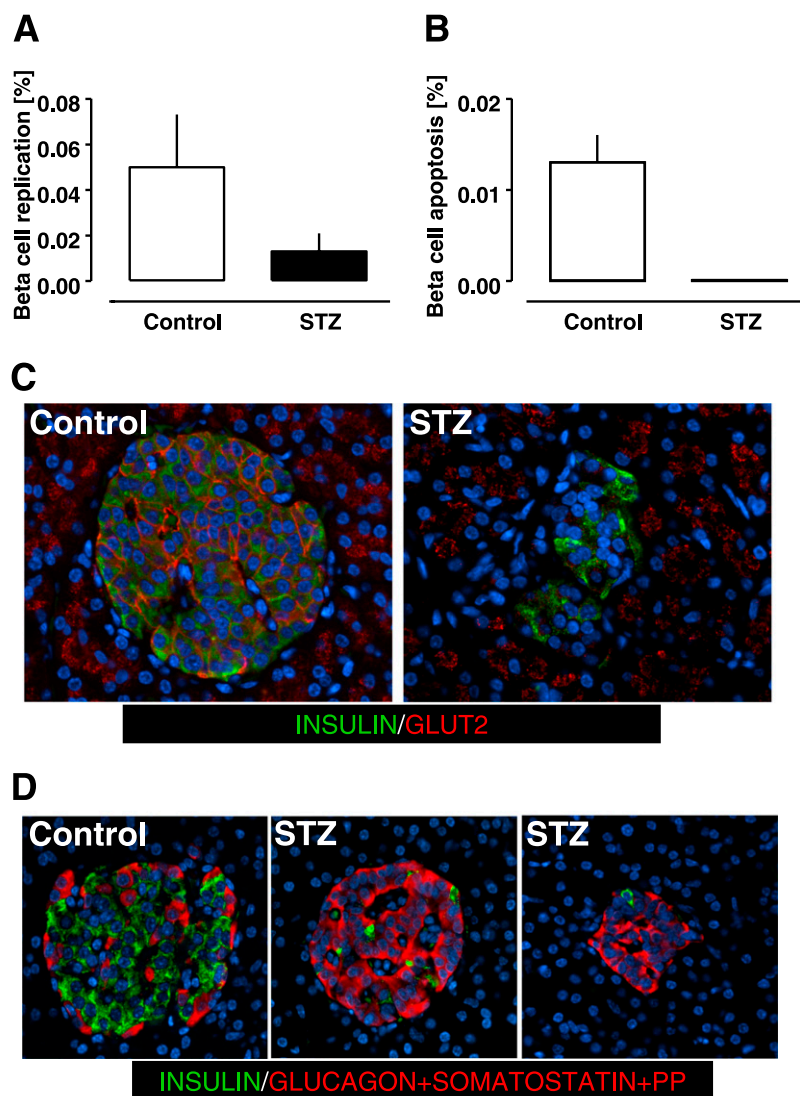 A
Beta cell replication [%]
0.08
0.06
0.04
0.02
0.00
Control STZ
B
Beta cell apoptosis [%]
0.02
0.01
0.00
Control STZ
C
Control STZ
INSULIN/GLUT2
D
Control STZ STZ
INSULIN/GLUCAGON+SOMATOSTATIN+PP